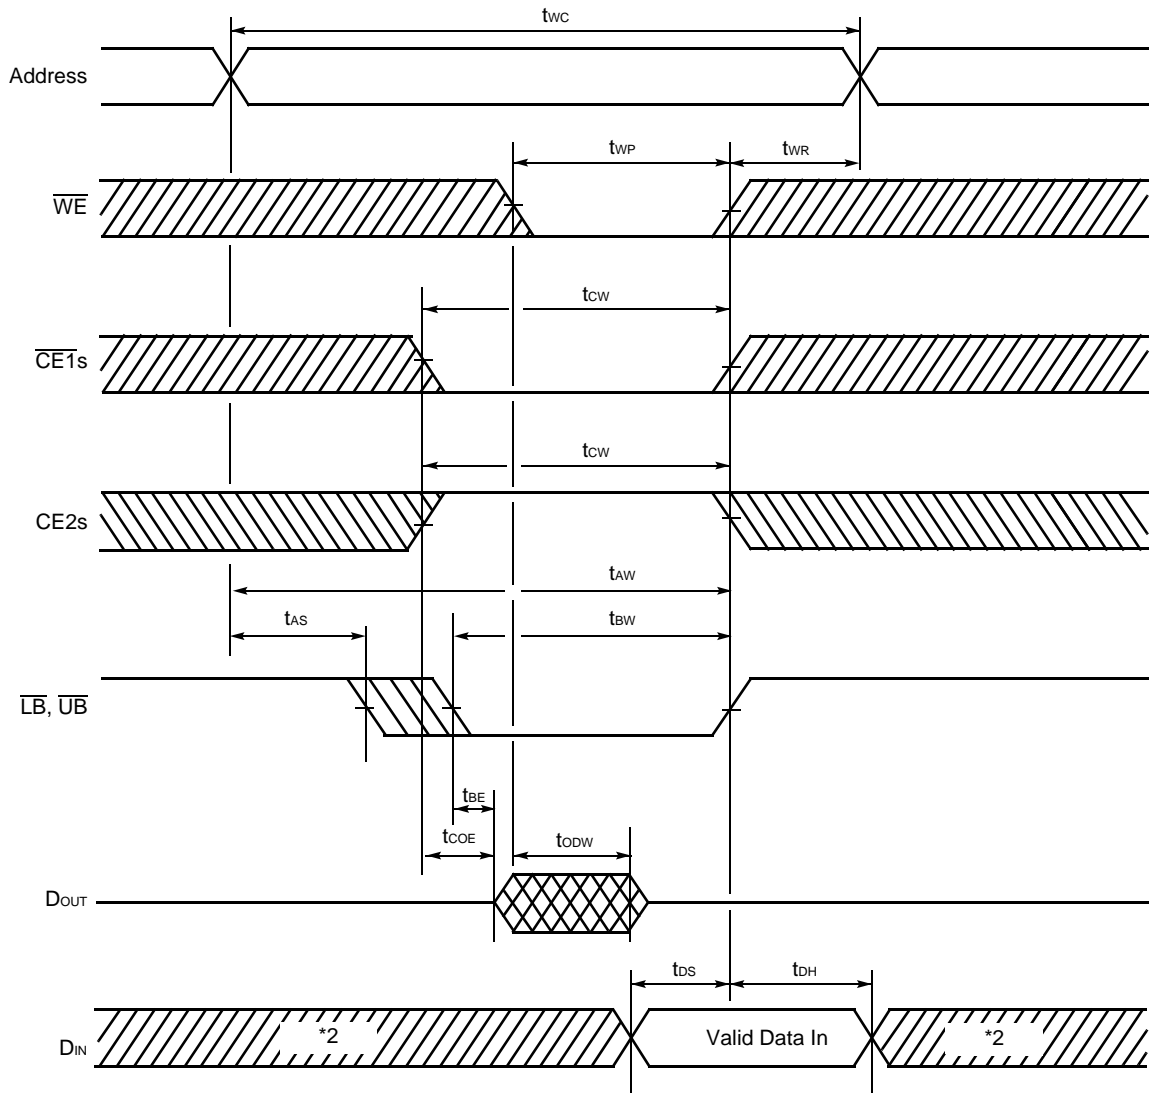 tWC
Address
tWP
tWR
WE
tCW
CE1s
tCW
CE2s
tAW
tAS
tBW
LB, UB
tBE
tCOE
tODW
DOUT
tDS
tDH
DIN
*2
Valid Data In
*2